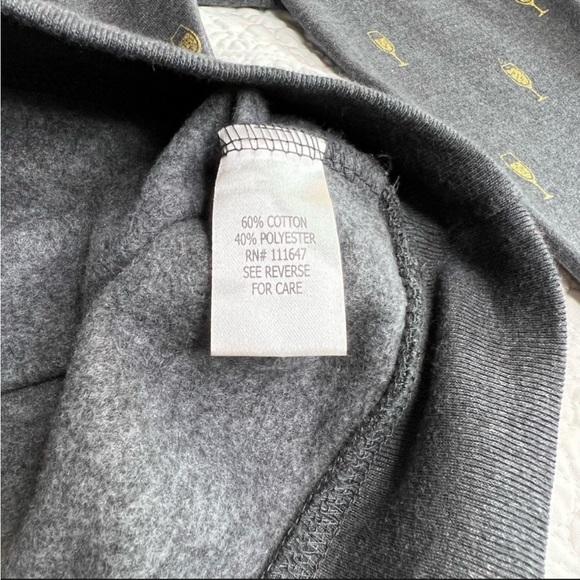 60% COTTON
40% POLYESTER
RN# 111647
SEE REVERSE
FOR CARE